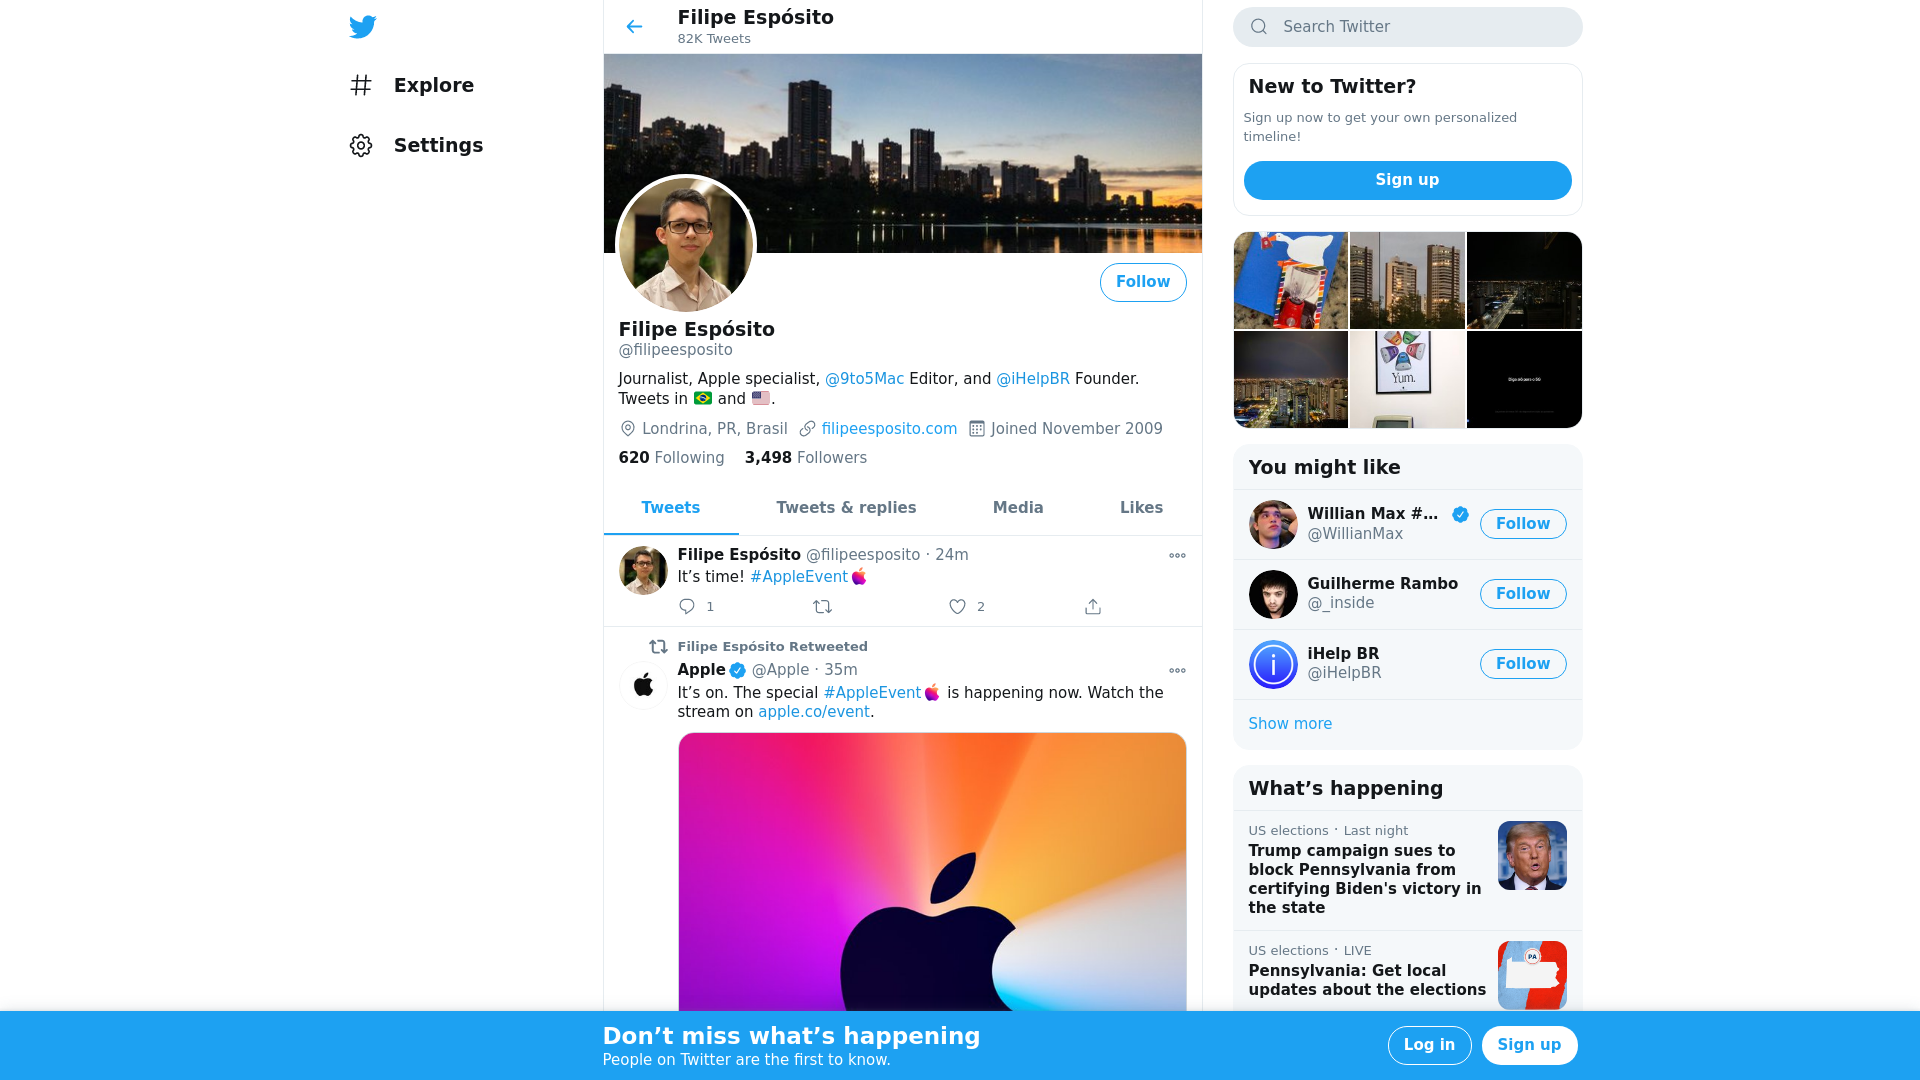 Filipe Espósito
82K Tweets
Search Twitter
Explore
Settings
New to Twitter?
Sign up now to get your own personalized
timeline!
Sign up
Follow
Filipe Espósito
@filipeesposito
Journalist, Apple specialist, @9to5Mac Editor, and @iHelpBR Founder.
Tweets in 🇧🇷 and 🇺🇸.
Londrina, PR, Brasil filipeesposito.com Joined November 2009
620 Following 3,498 Followers
Tweets Tweets & replies Media Likes
Filipe Espósito @filipeesposito · 24m
It’s time! #AppleEvent
1 2
Filipe Espósito Retweeted
Apple @Apple · 35m
It’s on. The special #AppleEvent is happening now. Watch the
stream on apple.co/event.
Yum.
You might like
Willian Max #...
@WillianMax
Follow
Guilherme Rambo
@_inside
Follow
iHelp BR
@iHelpBR
Follow
Show more
What’s happening
US elections · Last night
Trump campaign sues to
block Pennsylvania from
certifying Biden's victory in
the state
US elections · LIVE
Pennsylvania: Get local
updates about the elections
PA
Don’t miss what’s happening
People on Twitter are the first to know.
Log in
Sign up